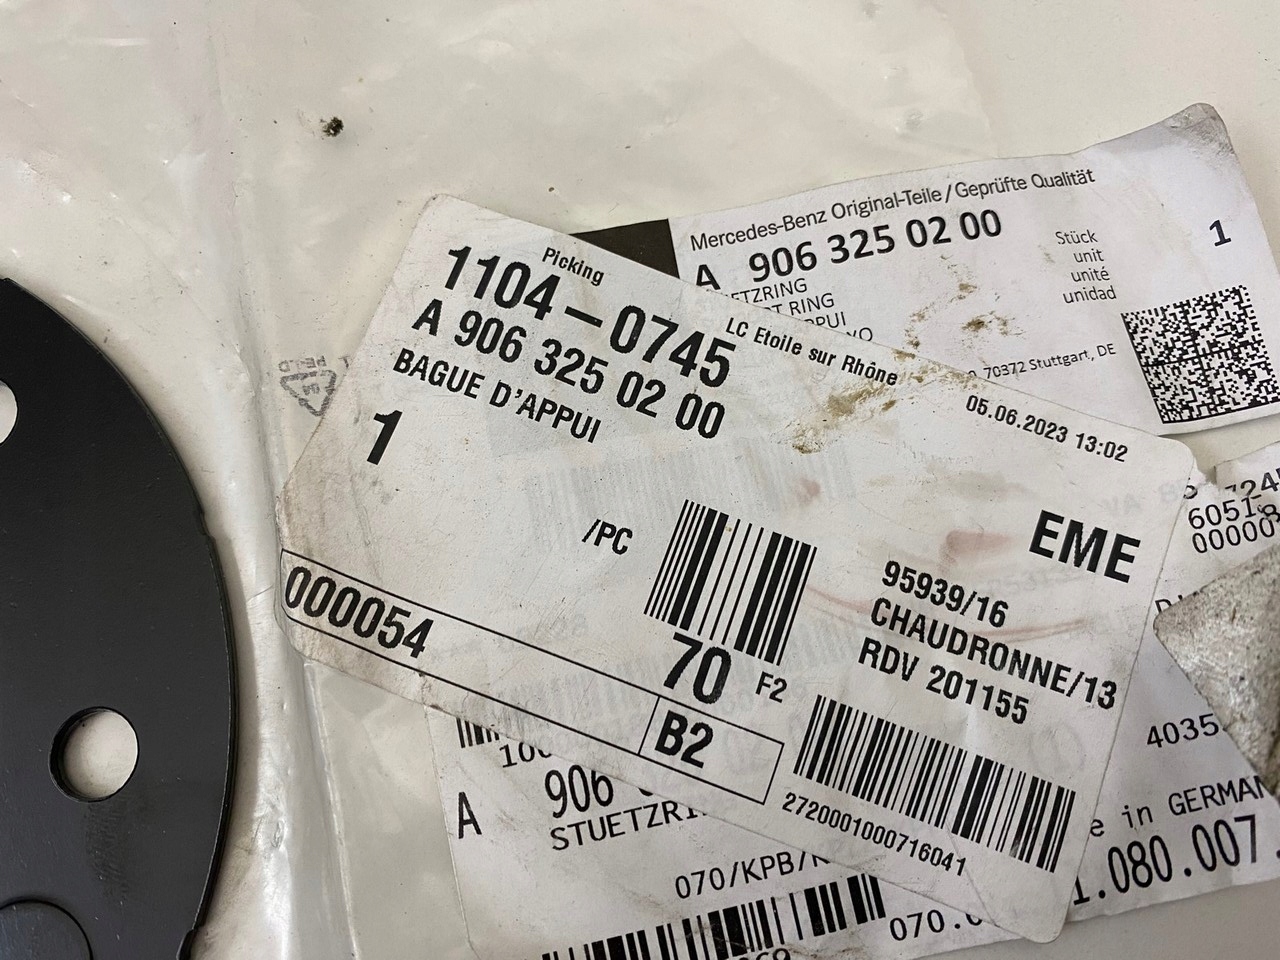 Mercedes-Benz Original-Teile / Geprüfte Qualität
A 906 325 02 00
Stück
unit
unité
unidad
1
RING
70372 Stuttgart, DE
Picking
1104-0745
LC Etoile sur Rhône
A 906 325 02 00
BAGUE D'APPUI
1
05.06.2023 13:02
/PC
EME
95939/16
CHAUDRONNE/13
RDV 201155
000054
70 F2
B2
2720001000716041
A 906
070/KPB/
4035
in GERMAN
.080.007
070.